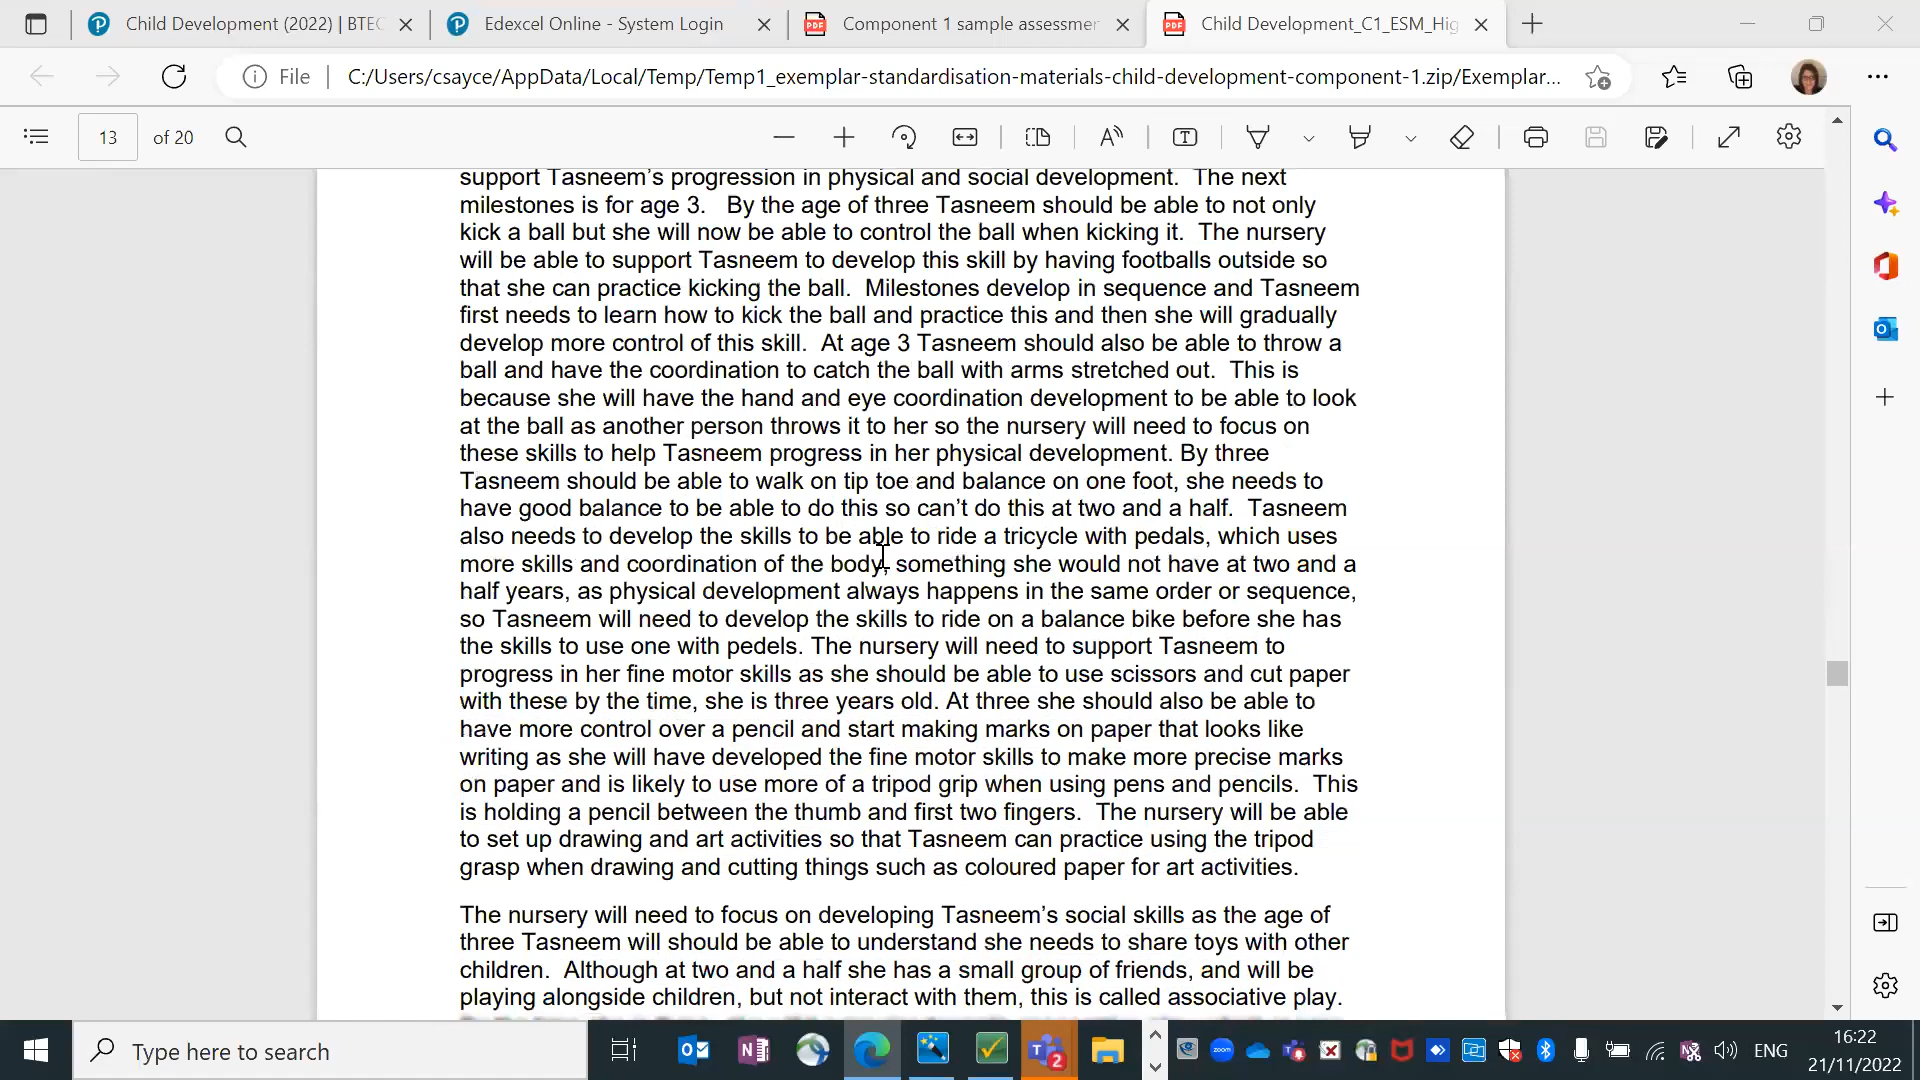 Child Development (2022) | BTEC
Edexcel Online - System Login
Component 1 sample assessmen
Child Development_C1_ESM_Hig
File
C:/Users/csayce/AppData/Local/Temp/Temp1_exemplar-standardisation-materials-child-development-component-1.zip/Exemplar...
13 of 20
support Tasneem's progression in physical and social development. The next
milestones is for age 3. By the age of three Tasneem should be able to not only
kick a ball but she will now be able to control the ball when kicking it. The nursery
will be able to support Tasneem to develop this skill by having footballs outside so
that she can practice kicking the ball. Milestones develop in sequence and Tasneem
first needs to learn how to kick the ball and practice this and then she will gradually
develop more control of this skill. At age 3 Tasneem should also be able to throw a
ball and have the coordination to catch the ball with arms stretched out. This is
because she will have the hand and eye coordination development to be able to look
at the ball as another person throws it to her so the nursery will need to focus on
these skills to help Tasneem progress in her physical development. By three
Tasneem should be able to walk on tip toe and balance on one foot, she needs to
have good balance to be able to do this so can't do this at two and a half. Tasneem
also needs to develop the skills to be able to ride a tricycle with pedals, which uses
more skills and coordination of the body, something she would not have at two and a
half years, as physical development always happens in the same order or sequence,
so Tasneem will need to develop the skills to ride on a balance bike before she has
the skills to use one with pedels. The nursery will need to support Tasneem to
progress in her fine motor skills as she should be able to use scissors and cut paper
with these by the time, she is three years old. At three she should also be able to
have more control over a pencil and start making marks on paper that looks like
writing as she will have developed the fine motor skills to make more precise marks
on paper and is likely to use more of a tripod grip when using pens and pencils. This
is holding a pencil between the thumb and first two fingers. The nursery will be able
to set up drawing and art activities so that Tasneem can practice using the tripod
grasp when drawing and cutting things such as coloured paper for art activities.
The nursery will need to focus on developing Tasneem's social skills as the age of
three Tasneem will should be able to understand she needs to share toys with other
children. Although at two and a half she has a small group of friends, and will be
playing alongside children, but not interact with them, this is called associative play.
Type here to search
2
zoom
ENG
16:22
21/11/2022